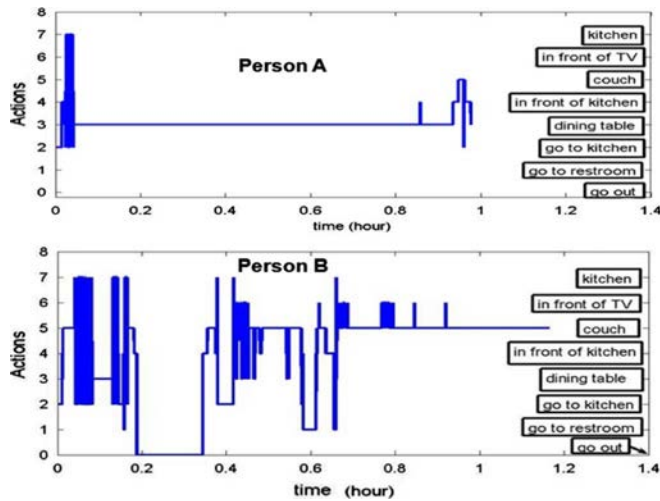 8
7
6
5
4
3
2
1
0
Actions
Person A
kitchen
in front of TV
couch
in front of kitchen
dining table
go to kitchen
go to restroom
go out
0 0.2 0.4 0.6 0.8 1 1.2 1.4
time (hour)
8
7
6
5
4
3
2
1
0
Actions
Person B
kitchen
in front of TV
couch
in front of kitchen
dining table
go to kitchen
go to restroom
go out
0 0.2 0.4 0.6 0.8 1 1.2 1.4
time (hour)